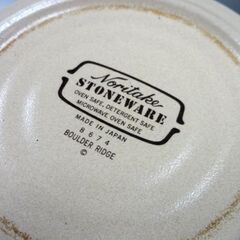 Noritake
STONEWARE
OVEN SAFE, DETERGENT SAFE
MICROWAVE OVEN SAFE
MADE IN JAPAN
8674
BOULDER RIDGE
©